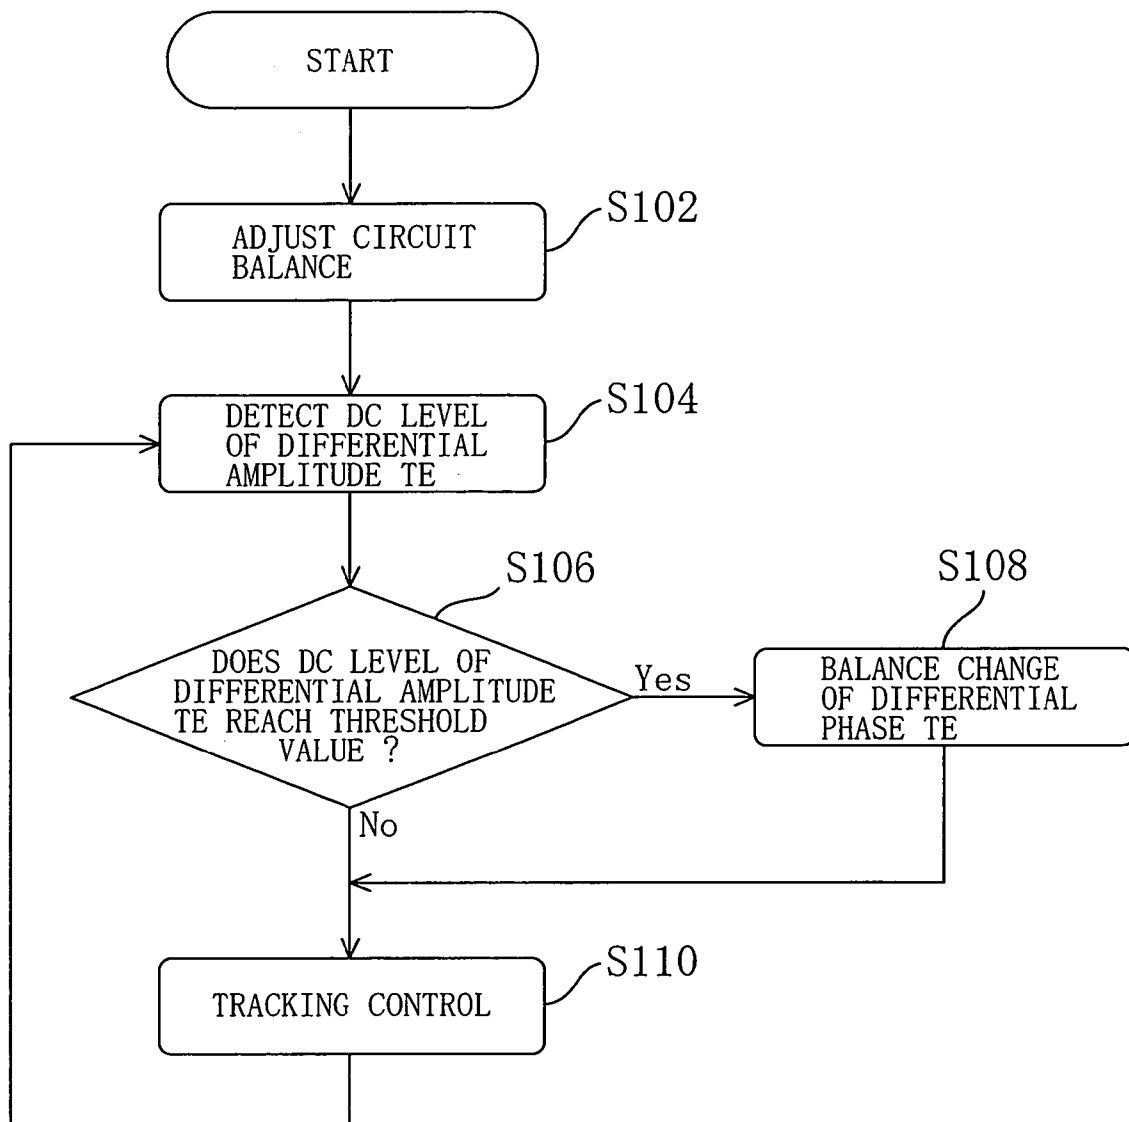 START
S102
ADJUST CIRCUIT
BALANCE
S104
DETECT DC LEVEL
OF DIFFERENTIAL
AMPLITUDE TE
S106
DOES DC LEVEL OF
DIFFERENTIAL AMPLITUDE
TE REACH THRESHOLD
VALUE ?
Yes
S108
BALANCE CHANGE
OF DIFFERENTIAL
PHASE TE
No
S110
TRACKING CONTROL